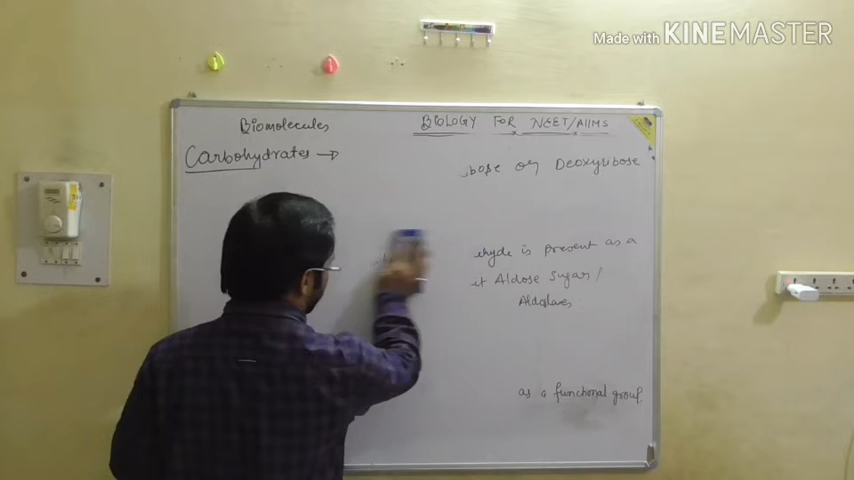 Made with KINEMASTER
Biomolecules
BIOLOGY FOR NEET/AIIMS
Carbohydrates →
bose or Deoxyribose
ehyde is present as a
it Aldose Sugar /
as a functional group